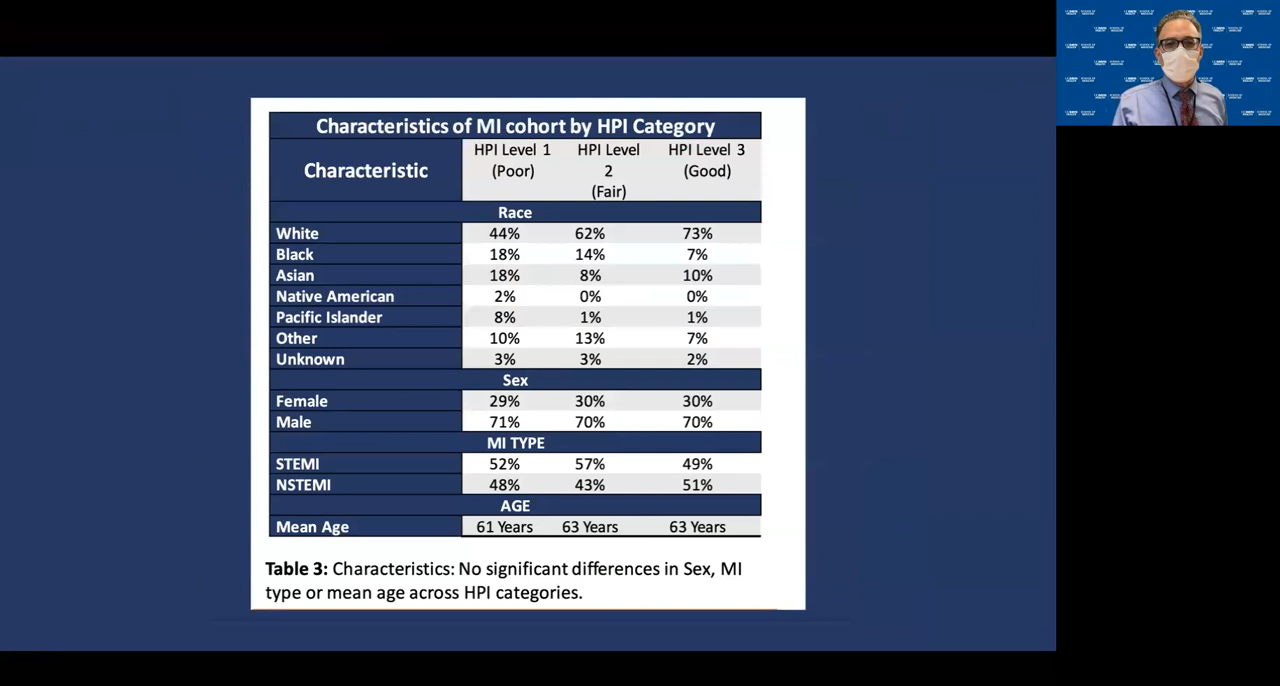 Characteristics of MI cohort by HPI Category
Characteristic
HPI Level 1
(Poor)
HPI Level
2
(Fair)
HPI Level 3
(Good)
Race
White 44% 62% 73%
Black 18% 14% 7%
Asian 18% 8% 10%
Native American 2% 0% 0%
Pacific Islander 8% 1% 1%
Other 10% 13% 7%
Unknown 3% 3% 2%
Sex
Female 29% 30% 30%
Male 71% 70% 70%
MI TYPE
STEMI 52% 57% 49%
NSTEMI 48% 43% 51%
AGE
Mean Age 61 Years 63 Years 63 Years
Table 3: Characteristics: No significant differences in Sex, MI
type or mean age across HPI categories.